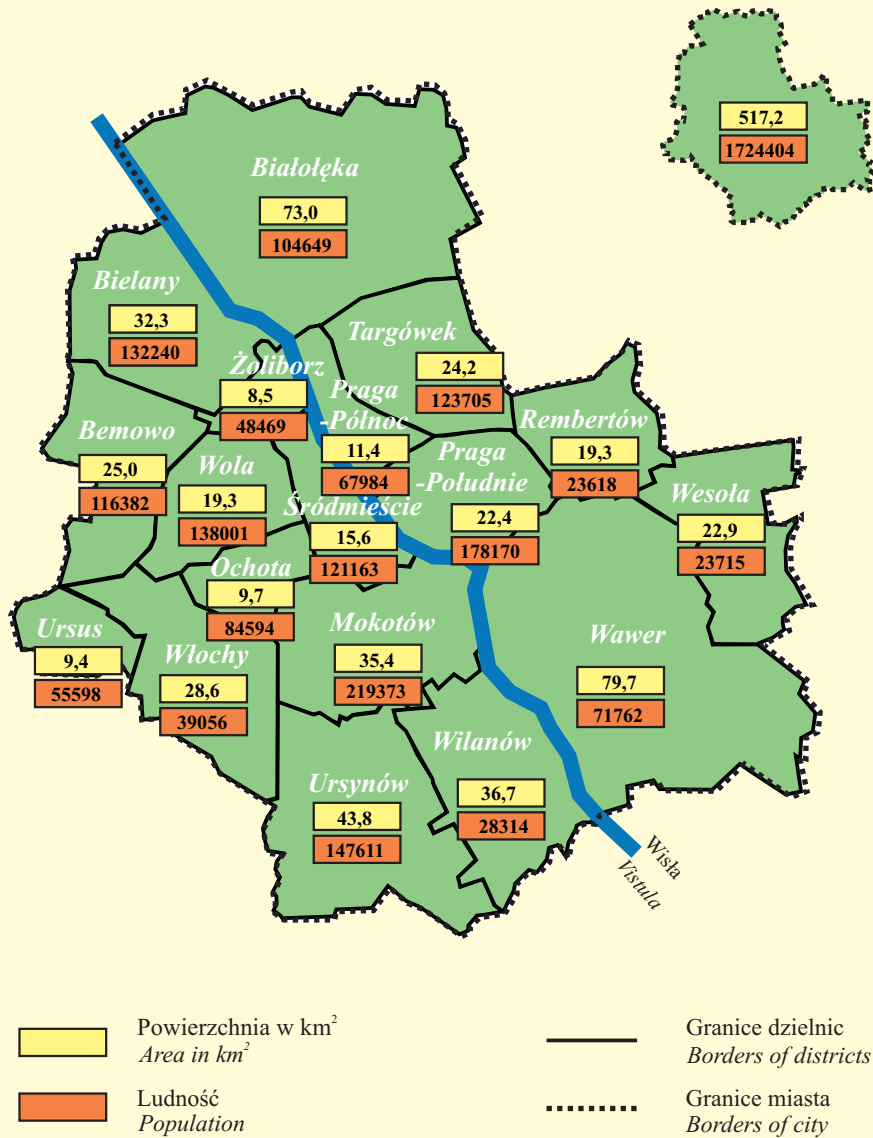 517,2
1724404
Białołęka
73,0
104649
Bielany
32,3
132240
Targówek
24,2
123705
Żoliborz
8,5
48469
Praga
-Północ
11,4
67984
Rembertów
19,3
23618
Bemowo
25,0
116382
Wola
19,3
138001
Praga
-Południe
22,4
178170
Wesoła
22,9
23715
Śródmieście
15,6
121163
Ochota
9,7
84594
Ursus
9,4
55598
Włochy
28,6
39056
Mokotów
35,4
219373
Wawer
79,7
71762
Wilanów
36,7
28314
Ursynów
43,8
147611
Wisła
Vistula
Powierzchnia w km²
Area in km²
Ludność
Population
Granice dzielnic
Borders of districts
Granice miasta
Borders of city